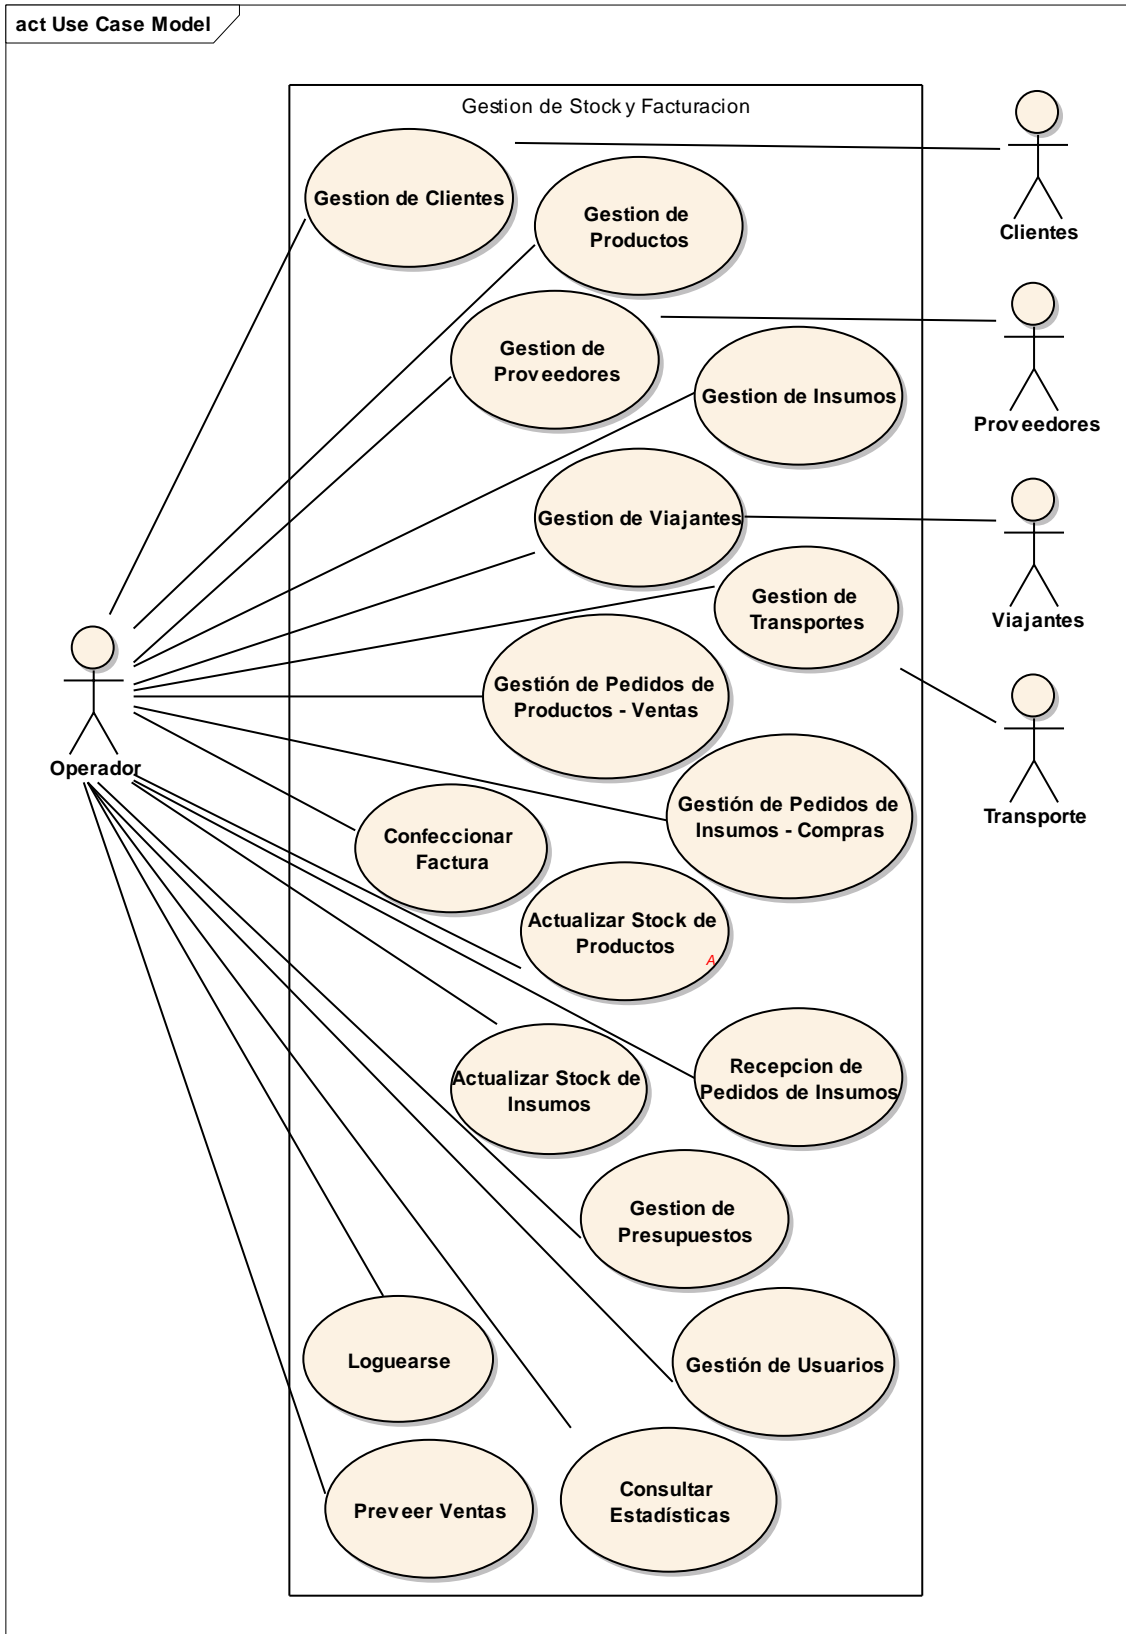 act Use Case Model
Gestion de Stock y Facturacion
Gestion de Clientes
Gestion de
Productos
Clientes
Gestion de
Proveedores
Gestion de Insumos
Proveedores
Gestion de Viajantes
Gestion de
Transportes
Viajantes
Gestión de Pedidos de
Productos - Ventas
Operador
Gestión de Pedidos de
Insumos - Compras
Transporte
Confeccionar
Factura
Actualizar Stock de
Productos
A
Actualizar Stock de
Insumos
Recepcion de
Pedidos de Insumos
Gestion de
Presupuestos
Loguearse
Gestión de Usuarios
Preveer Ventas
Consultar
Estadísticas